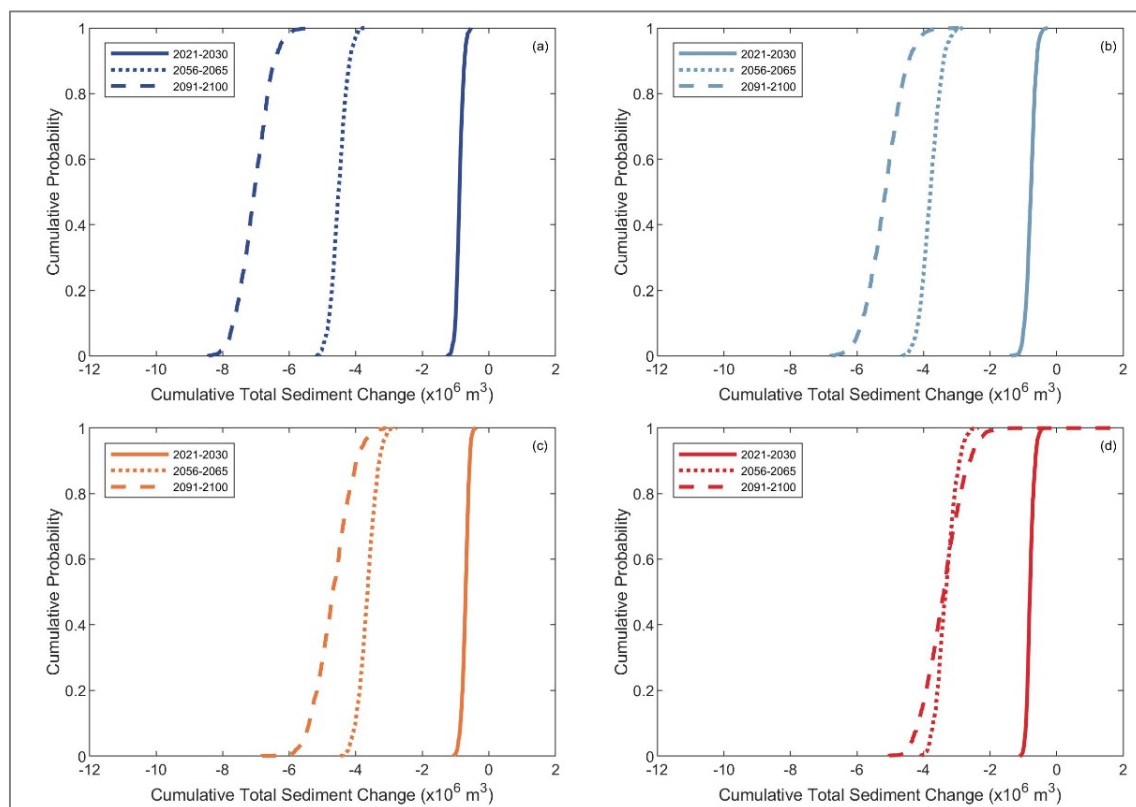 (a)
2021-2030
2056-2065
2091-2100
Cumulative Probability
1
0.8
0.6
0.4
0.2
0
-12 -10 -8 -6 -4 -2 0 2
Cumulative Total Sediment Change (x10⁶ m³)
(b)
2021-2030
2056-2065
2091-2100
Cumulative Probability
1
0.8
0.6
0.4
0.2
0
-12 -10 -8 -6 -4 -2 0 2
Cumulative Total Sediment Change (x10⁶ m³)
(c)
2021-2030
2056-2065
2091-2100
Cumulative Probability
1
0.8
0.6
0.4
0.2
0
-12 -10 -8 -6 -4 -2 0 2
Cumulative Total Sediment Change (x10⁶ m³)
(d)
2021-2030
2056-2065
2091-2100
Cumulative Probability
1
0.8
0.6
0.4
0.2
0
-12 -10 -8 -6 -4 -2 0 2
Cumulative Total Sediment Change (x10⁶ m³)